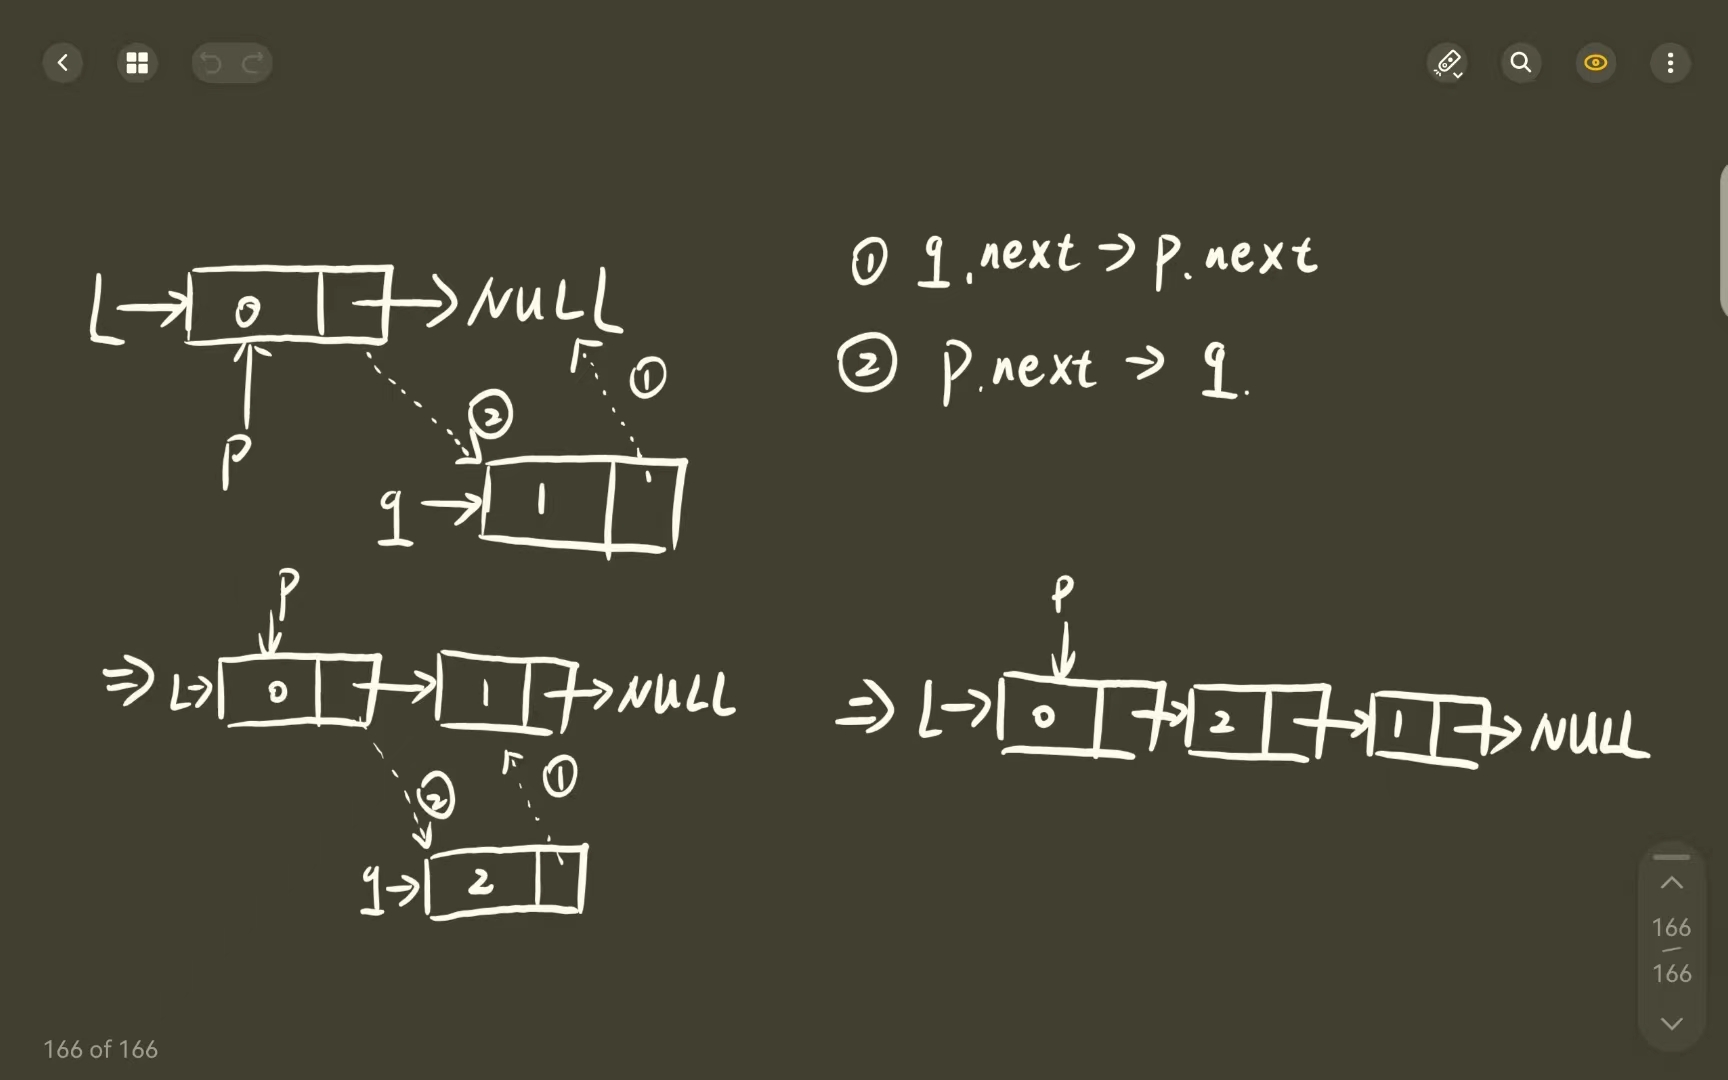 ① q.next → p.next
L → 0 → NULL
② p.next → q.
①
②
p
q → 1
p
p
⇒ L → 0 → 1 → NULL
⇒ L → 0 → 2 → 1 → NULL
①
②
q → 2
166
166
166 of 166